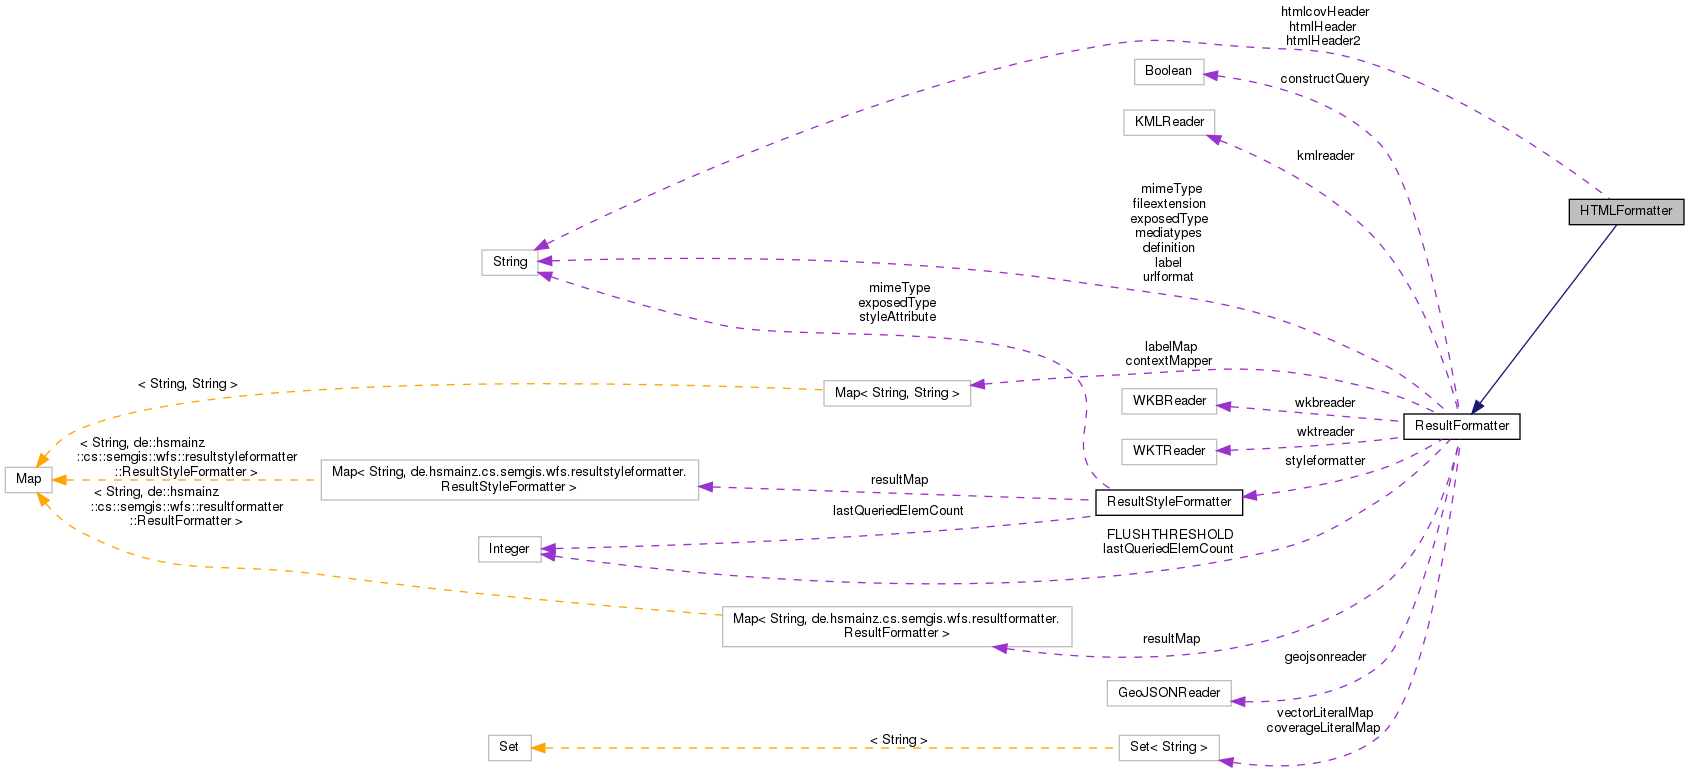 htmlcovHeader
htmlHeader
htmlHeader2
Boolean
constructQuery
KMLReader
kmlreader
mimeType
fileextension
exposedType
mediatypes
definition
label
urlformat
HTMLFormatter
String
mimeType
exposedType
styleAttribute
labelMap
contextMapper
< String, String >
Map< String, String >
WKBReader
wkbreader
ResultFormatter
wktreader
WKTReader
< String, de::hsmainz
::cs::semgis::wfs::resultstyleformatter
::ResultStyleFormatter >
styleformatter
Map
Map< String, de.hsmainz.cs.semgis.wfs.resultstyleformatter.
ResultStyleFormatter >
resultMap
ResultStyleFormatter
< String, de::hsmainz
::cs::semgis::wfs::resultformatter
::ResultFormatter >
lastQueriedElemCount
Integer
FLUSHTHRESHOLD
lastQueriedElemCount
Map< String, de.hsmainz.cs.semgis.wfs.resultformatter.
ResultFormatter >
resultMap
geojsonreader
GeoJSONReader
vectorLiteralMap
coverageLiteralMap
Set
< String >
Set< String >